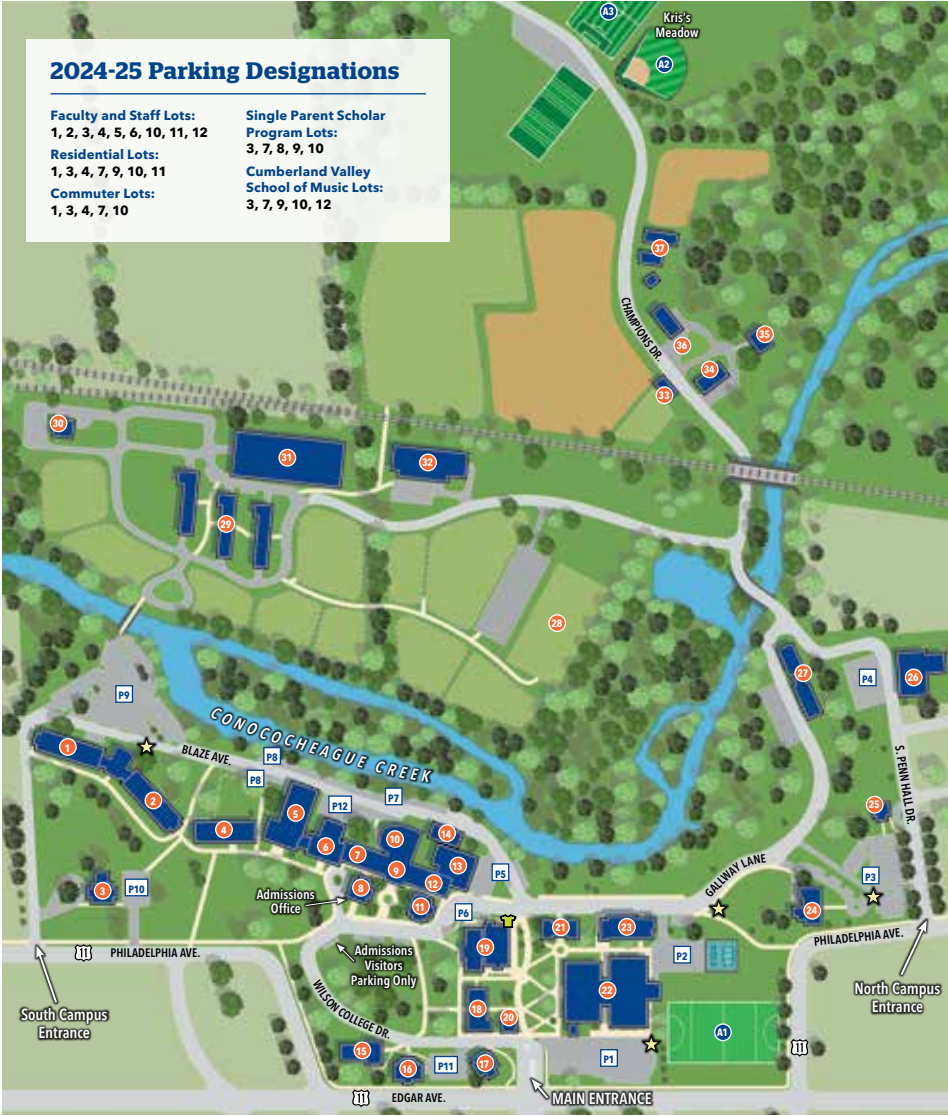 A3
Kris's
Meadow
A2
2024-25 Parking Designations
Faculty and Staff Lots:
1, 2, 3, 4, 5, 6, 10, 11, 12
Residential Lots:
1, 3, 4, 7, 9, 10, 11
Commuter Lots:
1, 3, 4, 7, 10
Single Parent Scholar
Program Lots:
3, 7, 8, 9, 10
Cumberland Valley
School of Music Lots:
3, 7, 9, 10, 12
37
CHAMPIONS DR.
36
35
34
33
30
31
32
29
28
27
P4
26
P9
CONOCOCHEAGUE CREEK
1
BLAZE AVE.
P8
P8
2
P7
P12
S. PENN HALL DR.
25
5
4
6
10
14
7
9
13
12
P5
GALLWAY LANE
P3
3
P10
8
11
Admissions
Office
P6
24
21
23
19
P2
PHILADELPHIA AVE.
11
PHILADELPHIA AVE.
Admissions
Visitors
Parking Only
22
North Campus
Entrance
South Campus
Entrance
WILSON COLLEGE DR.
18
20
A1
15
16
P11
17
P1
11
11
EDGAR AVE.
MAIN ENTRANCE